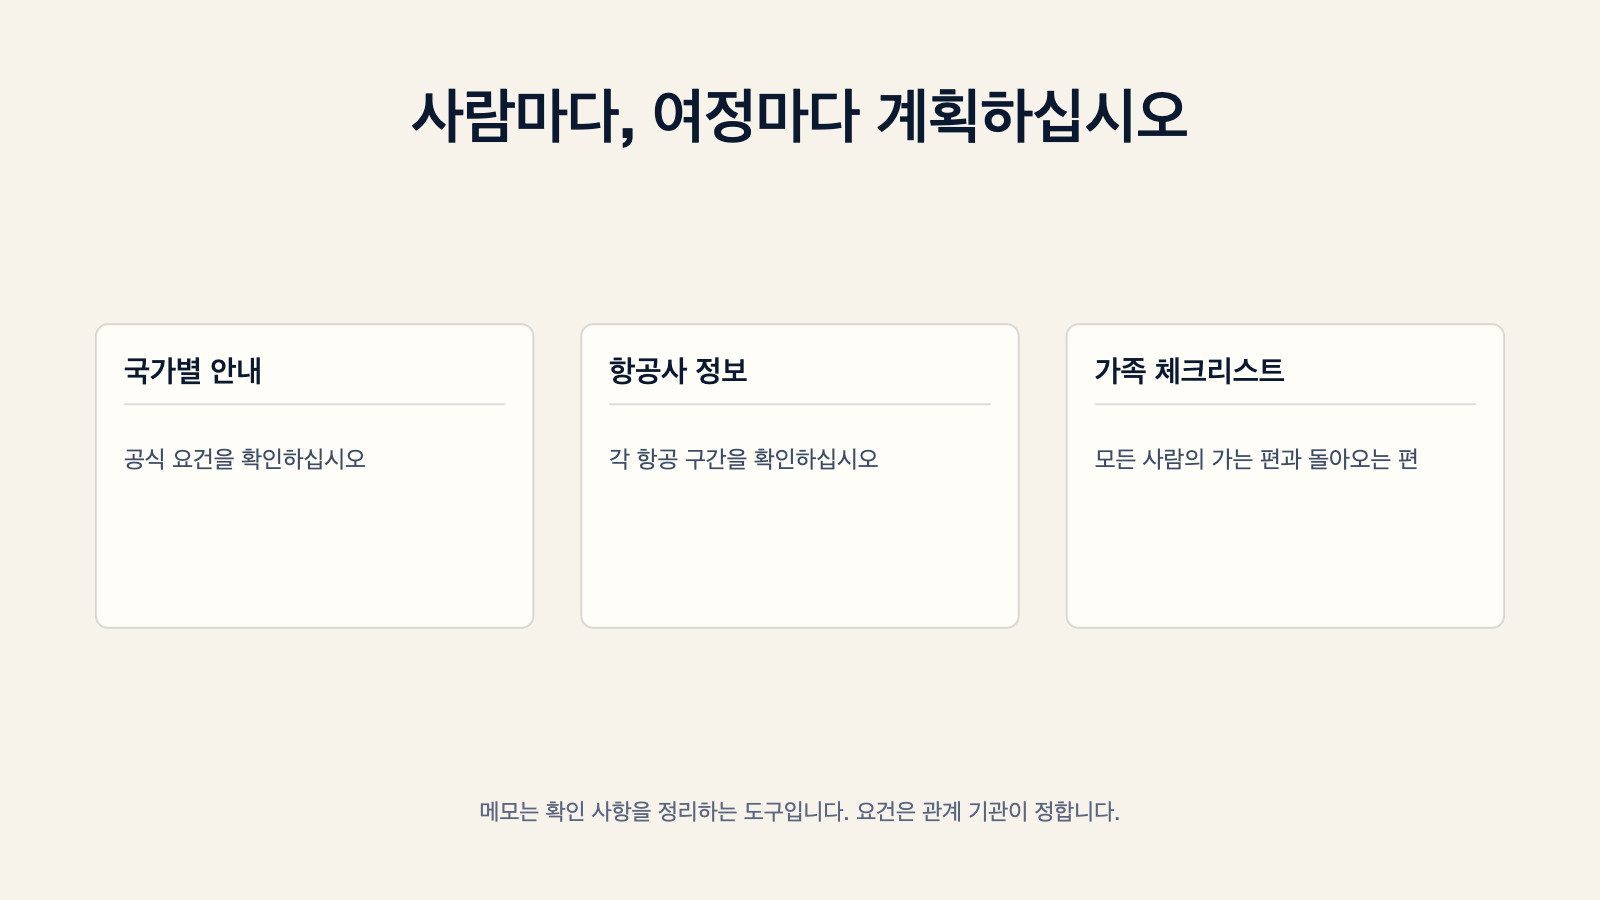 사람마다, 여정마다 계획하십시오
국가별 안내
공식 요건을 확인하십시오
항공사 정보
각 항공 구간을 확인하십시오
가족 체크리스트
모든 사람의 가는 편과 돌아오는 편
메모는 확인 사항을 정리하는 도구입니다. 요건은 관계 기관이 정합니다.